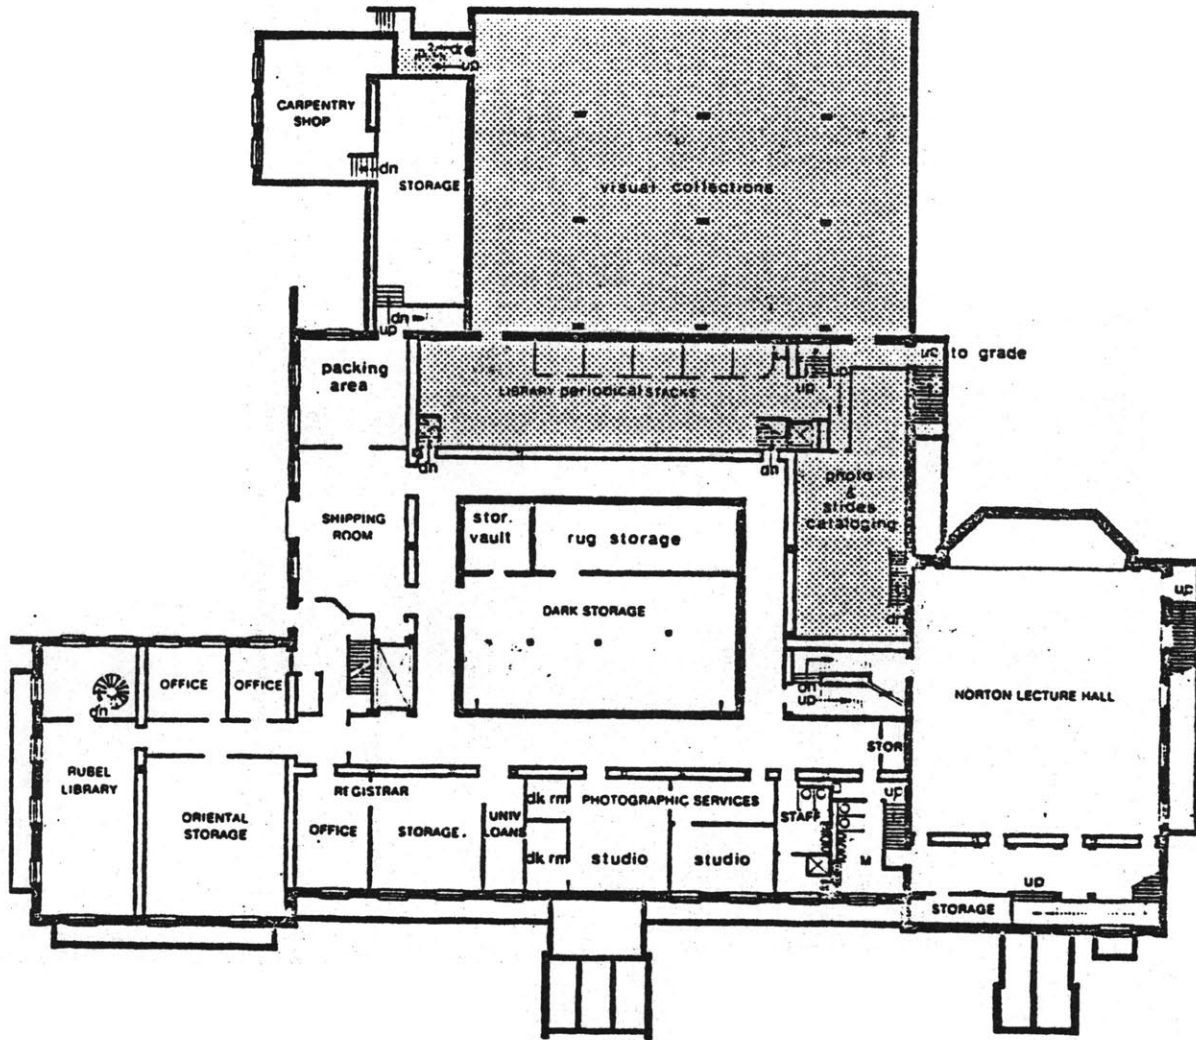 up
CARPENTRY
SHOP
dn
STORAGE
visual collections
dn
up
packing
area
up to grade
LIBRARY periodical STACKS
up
dn
dn
photo
&
slides
cataloging
SHIPPING
ROOM
stor.
vault
rug storage
DARK STORAGE
up
OFFICE
OFFICE
dn
dn
up
NORTON LECTURE HALL
STOR
RUBEL
LIBRARY
ORIENTAL
STORAGE
REGISTRAR
OFFICE
STORAGE
UNIV
LOANS
dk rm
PHOTOGRAPHIC SERVICES
STAFF
up
dk rm
studio
studio
M
up
STORAGE